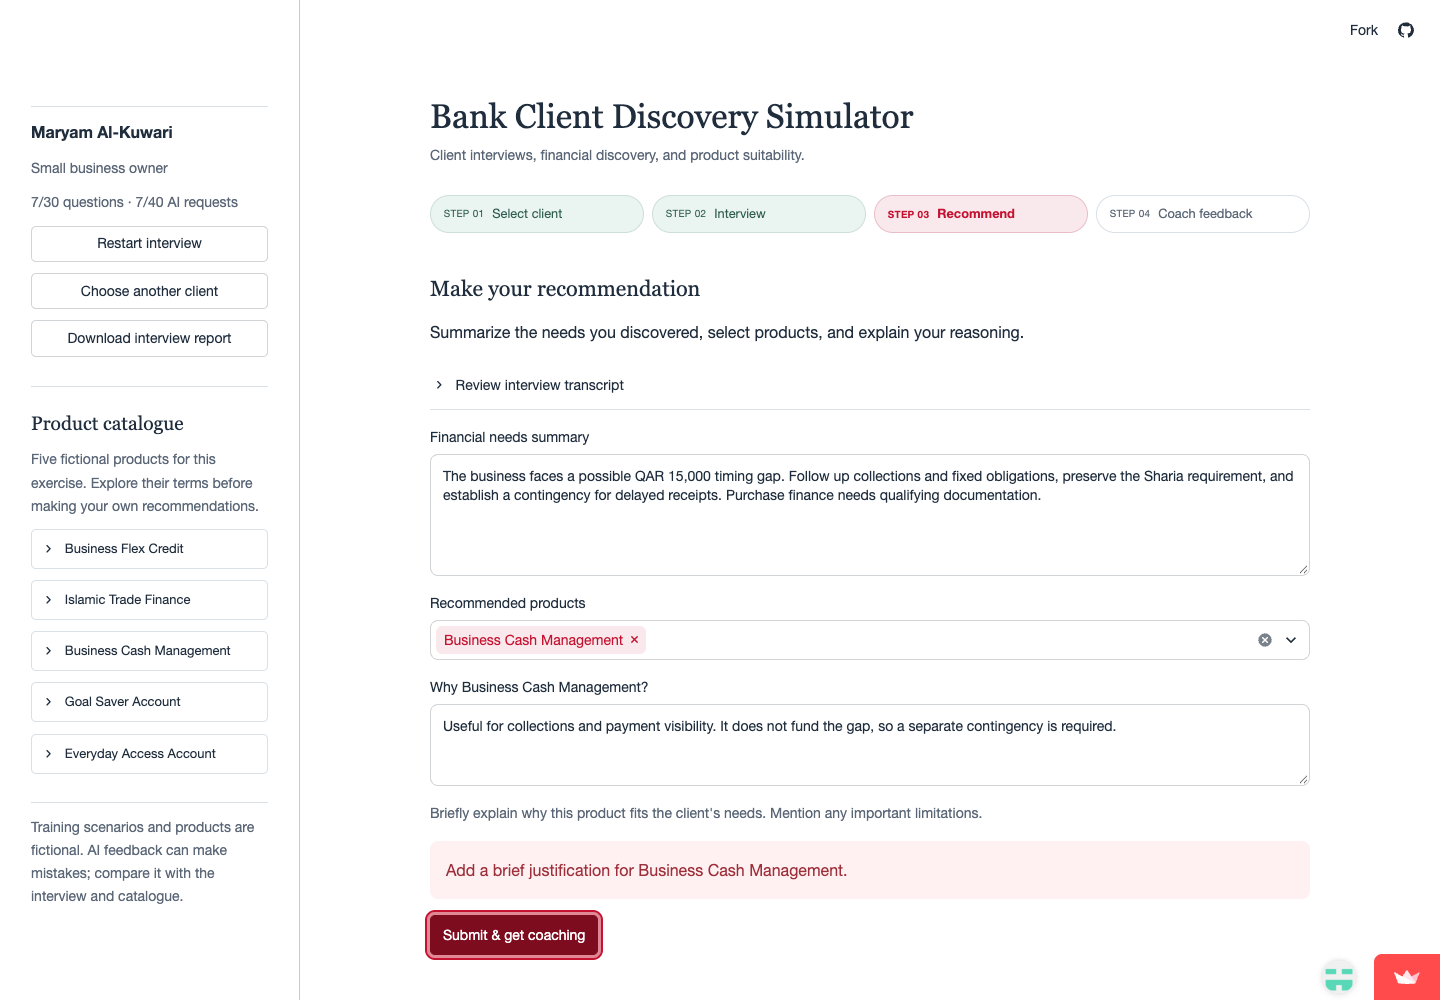 Fork
Maryam Al-Kuwari
Small business owner
7/30 questions · 7/40 AI requests
Restart interview
Choose another client
Download interview report
Product catalogue
Five fictional products for this
exercise. Explore their terms before
making your own recommendations.
Business Flex Credit
Islamic Trade Finance
Business Cash Management
Goal Saver Account
Everyday Access Account
Training scenarios and products are
fictional. AI feedback can make
mistakes; compare it with the
interview and catalogue.
Bank Client Discovery Simulator
Client interviews, financial discovery, and product suitability.
STEP 01 Select client
STEP 02 Interview
STEP 03 Recommend
STEP 04 Coach feedback
Make your recommendation
Summarize the needs you discovered, select products, and explain your reasoning.
Review interview transcript
Financial needs summary
The business faces a possible QAR 15,000 timing gap. Follow up collections and fixed obligations, preserve the Sharia requirement, and
establish a contingency for delayed receipts. Purchase finance needs qualifying documentation.
Recommended products
Business Cash Management
Why Business Cash Management?
Useful for collections and payment visibility. It does not fund the gap, so a separate contingency is required.
Briefly explain why this product fits the client's needs. Mention any important limitations.
Add a brief justification for Business Cash Management.
Submit & get coaching